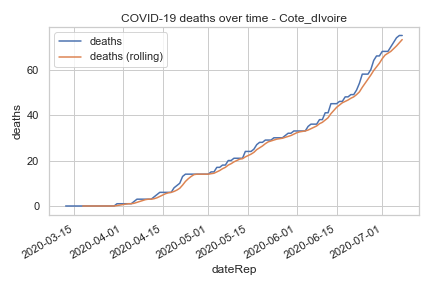 COVID-19 deaths over time - Cote_dIvoire
deaths
deaths (rolling)
60
40
20
0
deaths
2020-03-15
2020-04-01
2020-04-15
2020-05-01
2020-05-15
2020-06-01
2020-06-15
2020-07-01
dateRep